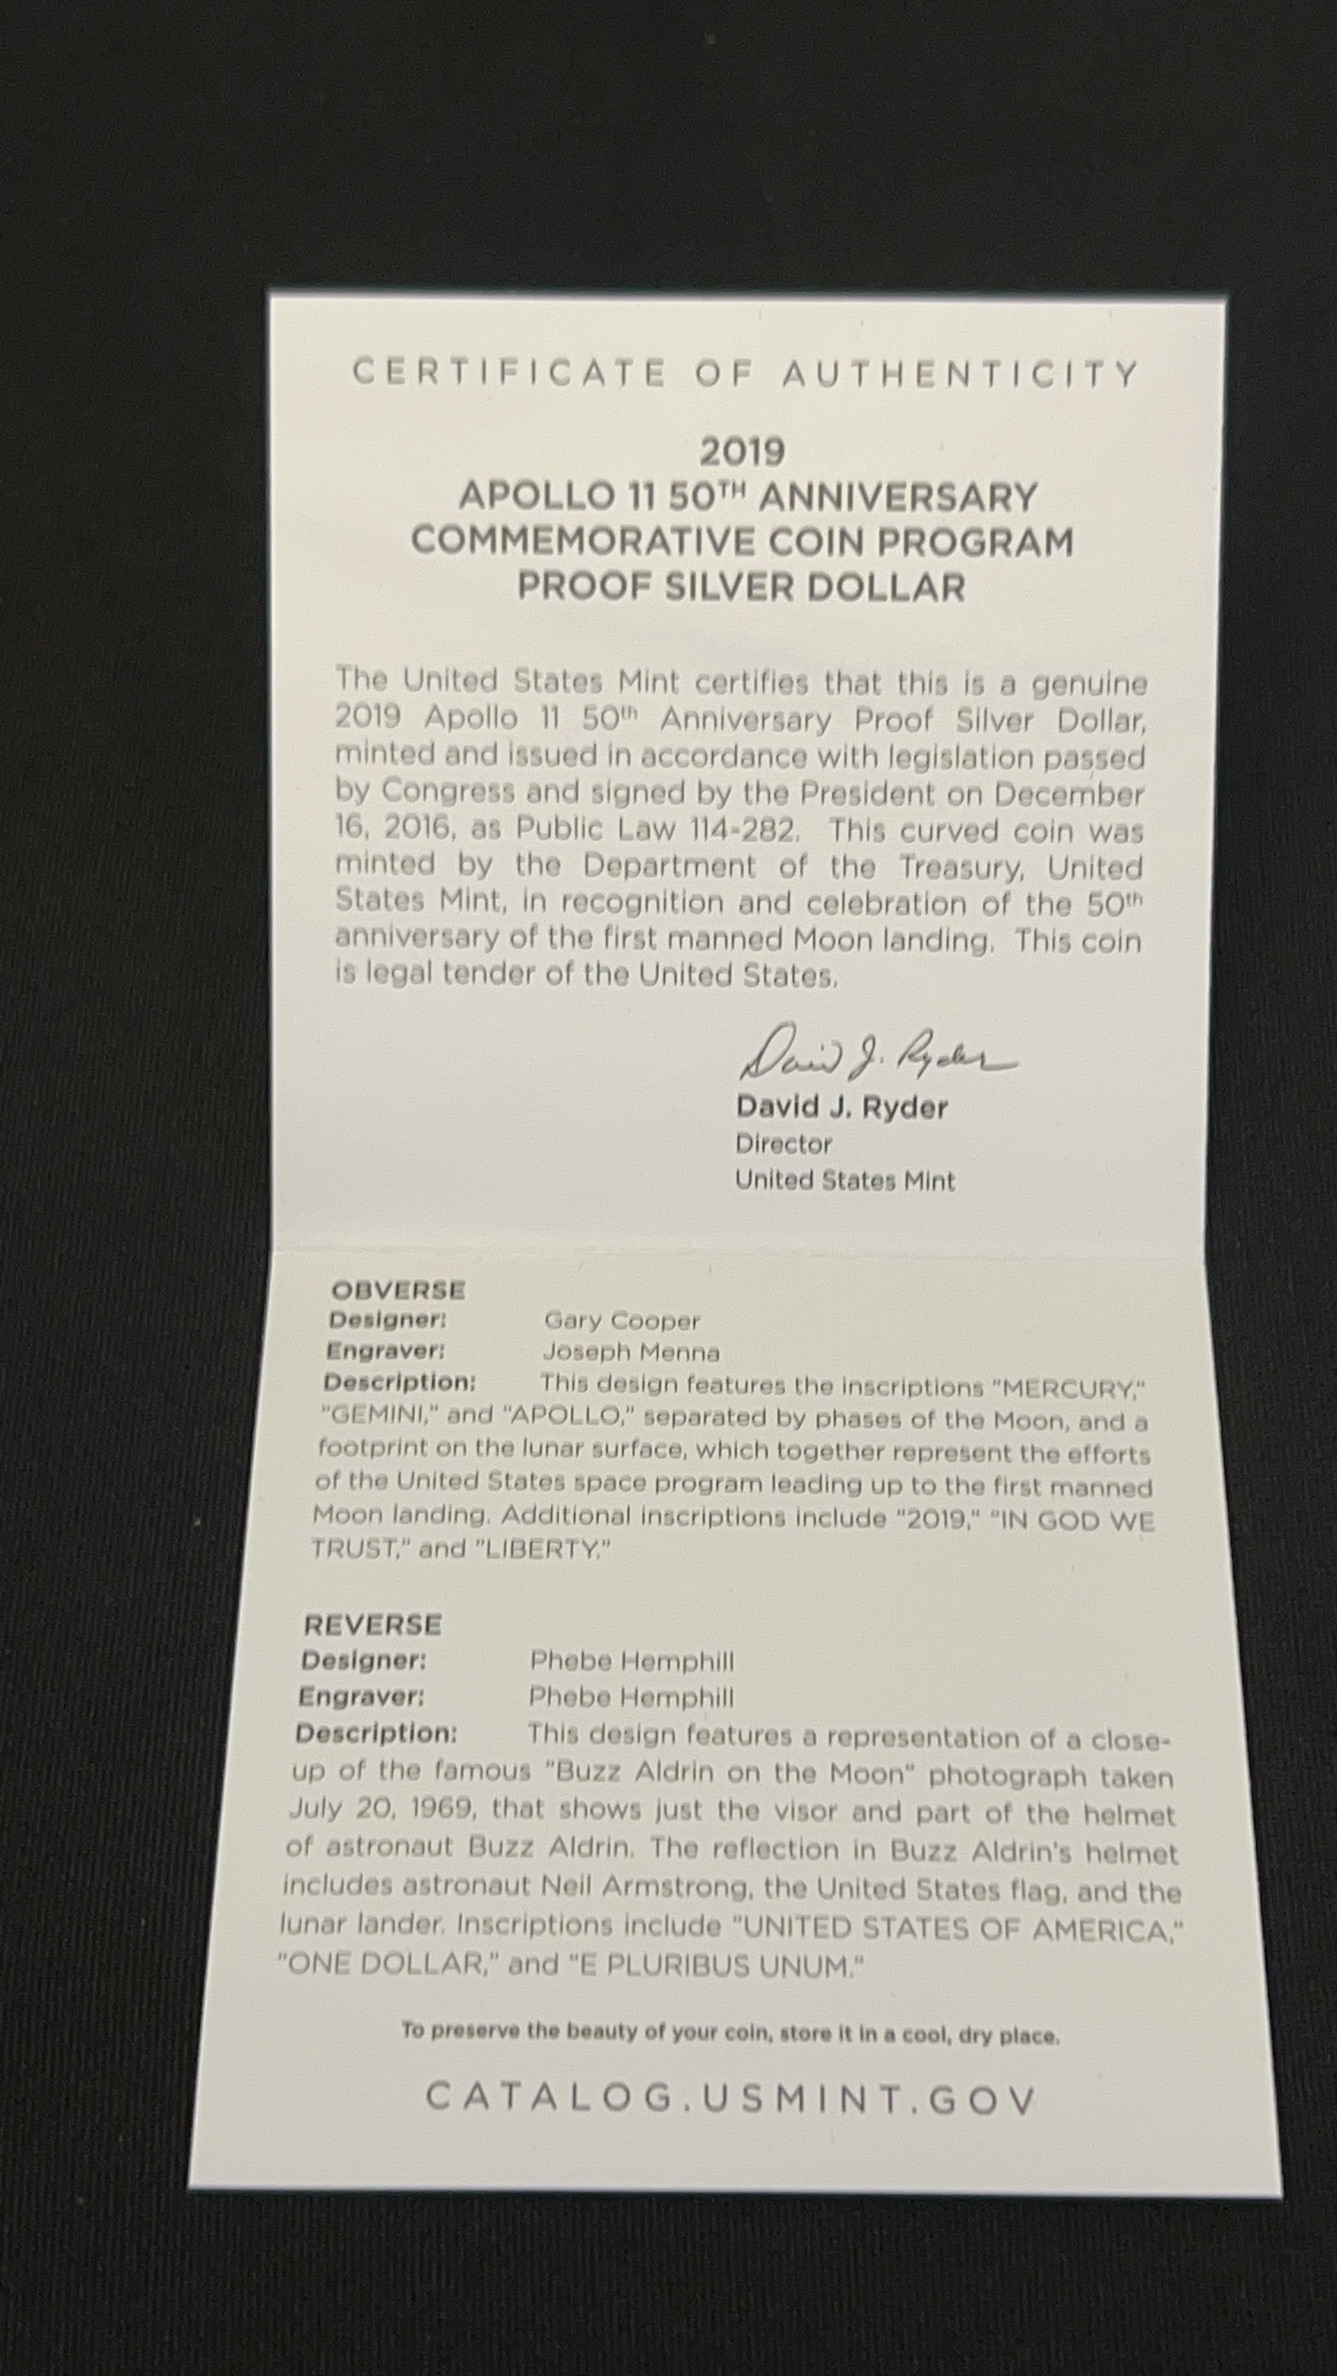 CERTIFICATE OF AUTHENTICITY
2019
APOLLO 11 50TH ANNIVERSARY
COMMEMORATIVE COIN PROGRAM
PROOF SILVER DOLLAR
The United States Mint certifies that this is a genuine
2019 Apollo 11 50th Anniversary Proof Silver Dollar,
minted and issued in accordance with legislation passed
by Congress and signed by the President on December
16, 2016, as Public Law 114-282. This curved coin was
minted by the Department of the Treasury, United
States Mint, in recognition and celebration of the 50th
anniversary of the first manned Moon landing. This coin
is legal tender of the United States.
David J. Ryder
David J. Ryder
Director
United States Mint
OBVERSE
Designer: Gary Cooper
Engraver: Joseph Menna
Description: This design features the inscriptions "MERCURY,"
"GEMINI," and "APOLLO," separated by phases of the Moon, and a
footprint on the lunar surface, which together represent the efforts
of the United States space program leading up to the first manned
Moon landing. Additional inscriptions include "2019," "IN GOD WE
TRUST," and "LIBERTY."
REVERSE
Designer: Phebe Hemphill
Engraver: Phebe Hemphill
Description: This design features a representation of a close-
up of the famous "Buzz Aldrin on the Moon" photograph taken
July 20, 1969, that shows just the visor and part of the helmet
of astronaut Buzz Aldrin. The reflection in Buzz Aldrin's helmet
includes astronaut Neil Armstrong, the United States flag, and the
lunar lander. Inscriptions include "UNITED STATES OF AMERICA,"
"ONE DOLLAR," and "E PLURIBUS UNUM."
To preserve the beauty of your coin, store it in a cool, dry place.
CATALOG.USMINT.GOV